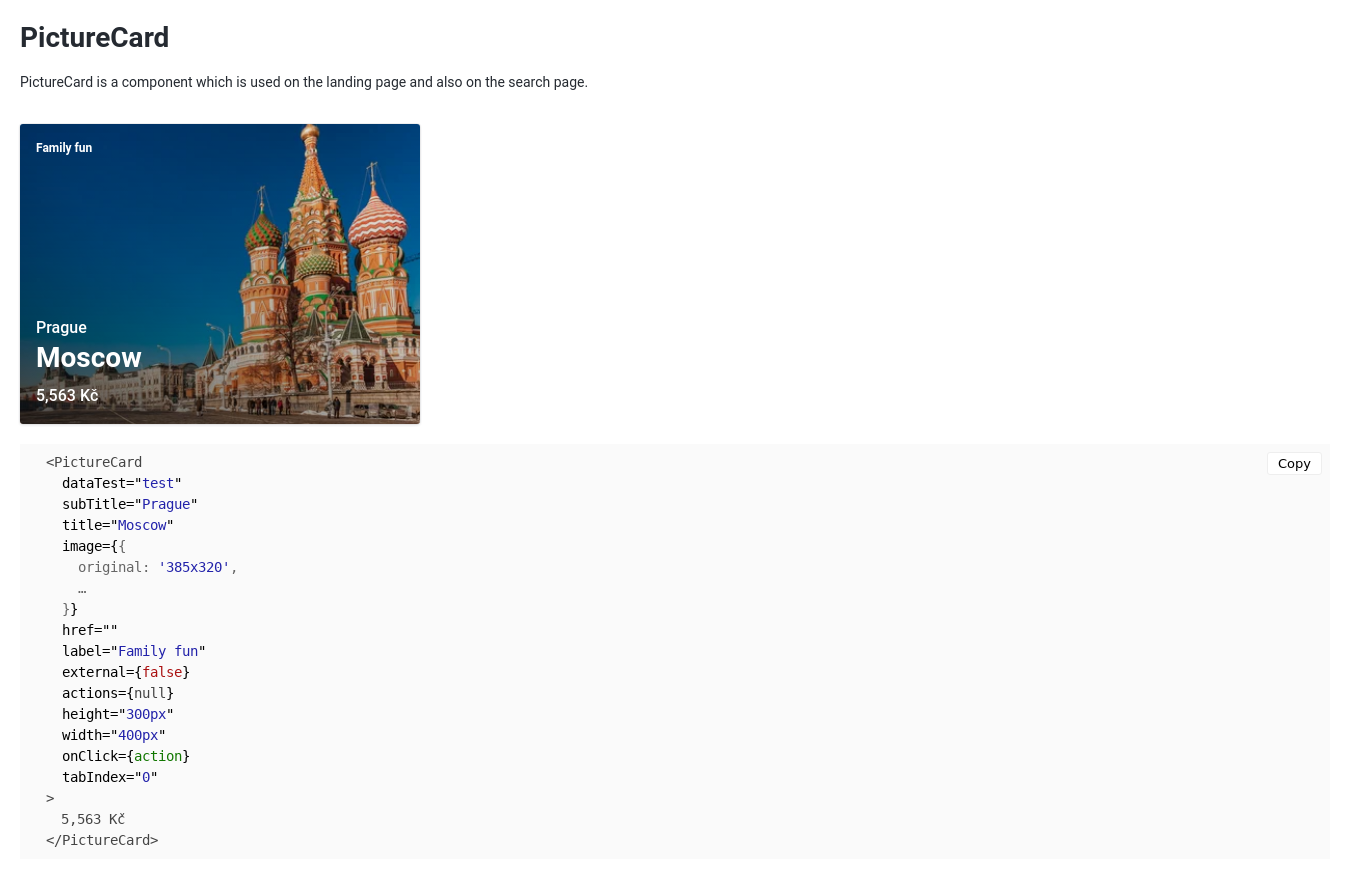 PictureCard
PictureCard is a component which is used on the landing page and also on the search page.
Family fun
Prague
Moscow
5,563 Kč
Copy
<PictureCard
dataTest="test"
subTitle="Prague"
title="Moscow"
image={{
original: '385x320',
…
}}
href=""
label="Family fun"
external={false}
actions={null}
height="300px"
width="400px"
onClick={action}
tabIndex="0"
>
5,563 Kč
</PictureCard>